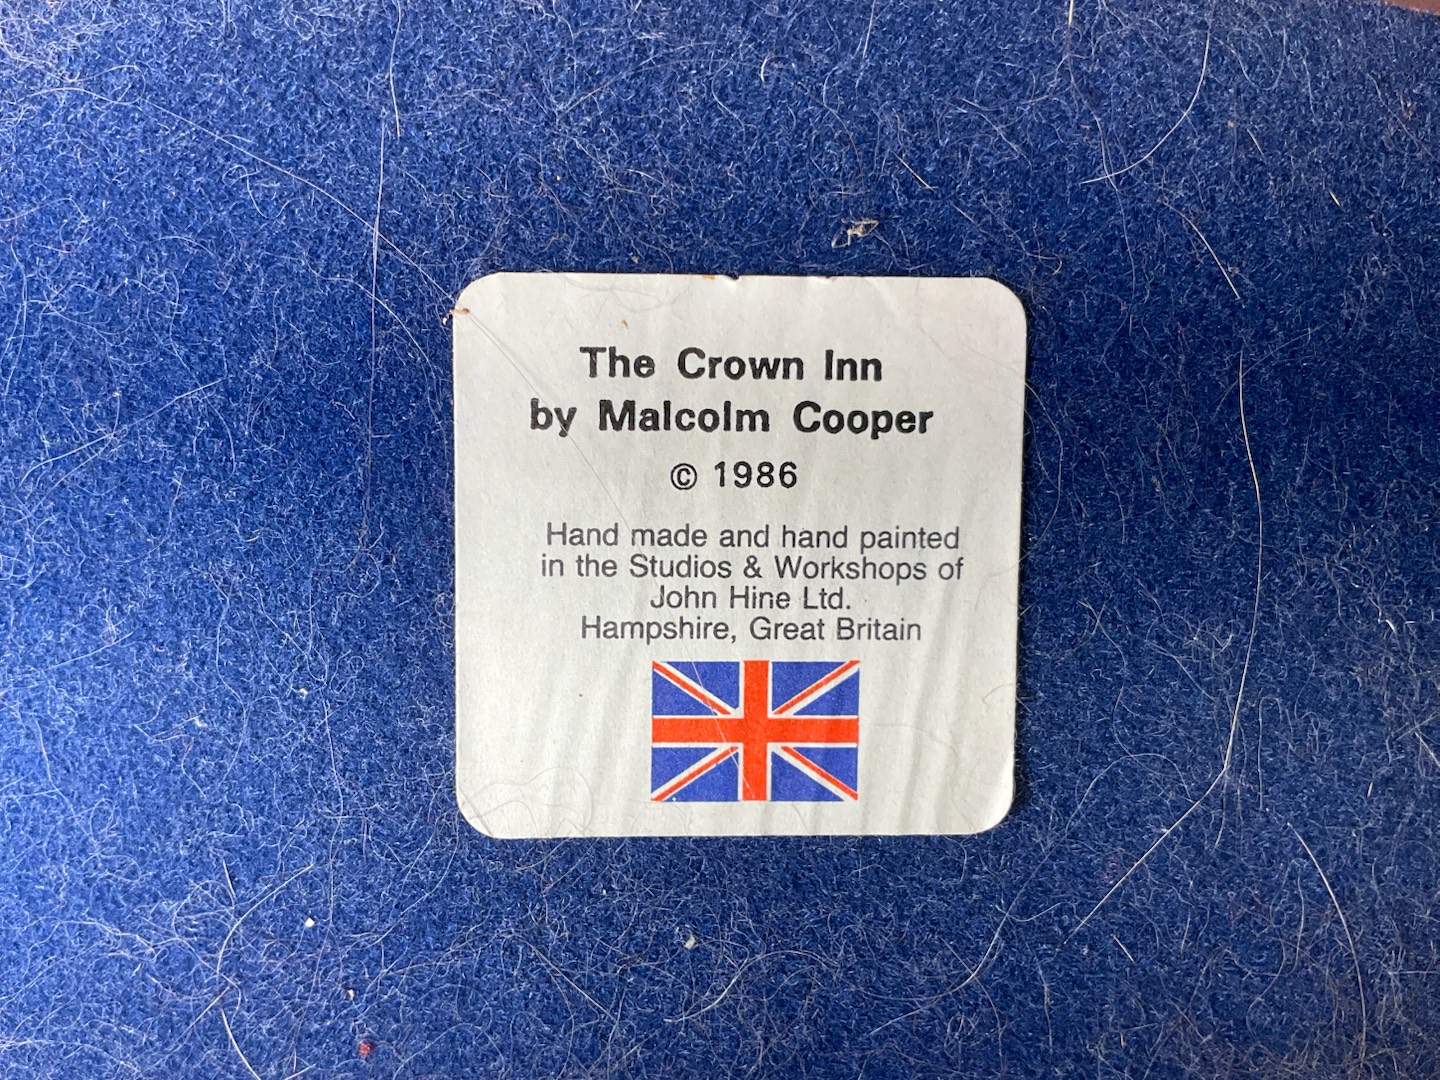 The Crown Inn
by Malcolm Cooper
© 1986
Hand made and hand painted
in the Studios & Workshops of
John Hine Ltd.
Hampshire, Great Britain